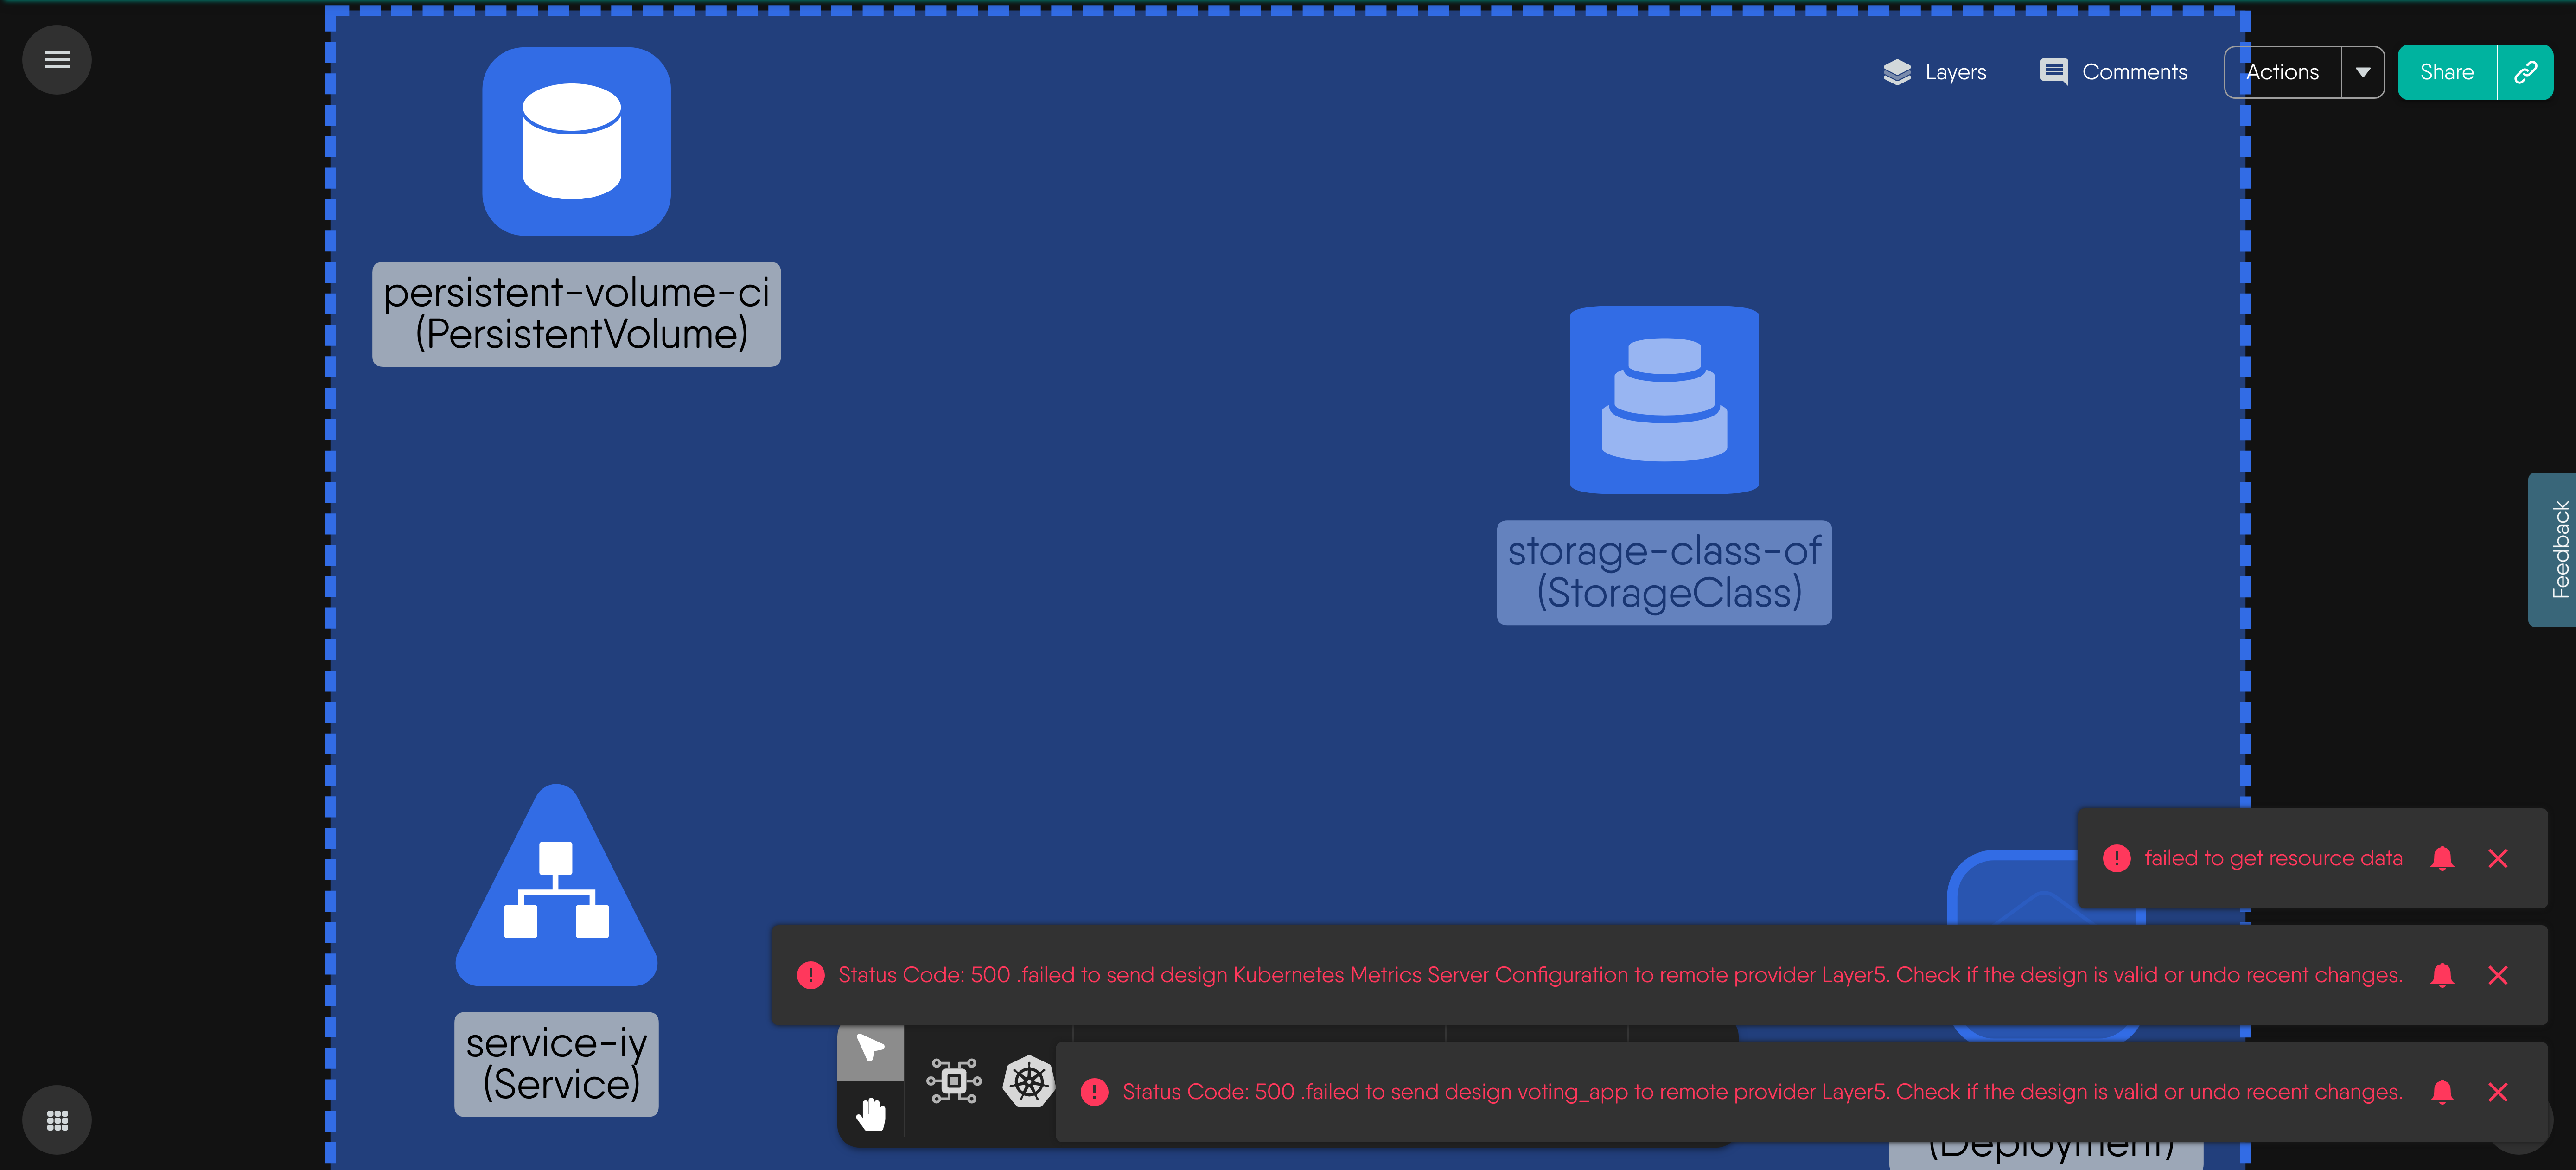 Layers
Comments
Actions
Share
persistent-volume-ci
(PersistentVolume)
storage-class-of
(StorageClass)
Feedback
failed to get resource data
Status Code: 500 .failed to send design Kubernetes Metrics Server Configuration to remote provider Layer5. Check if the design is valid or undo recent changes.
service-iy
(Service)
Status Code: 500 .failed to send design voting_app to remote provider Layer5. Check if the design is valid or undo recent changes.
(Deployment)